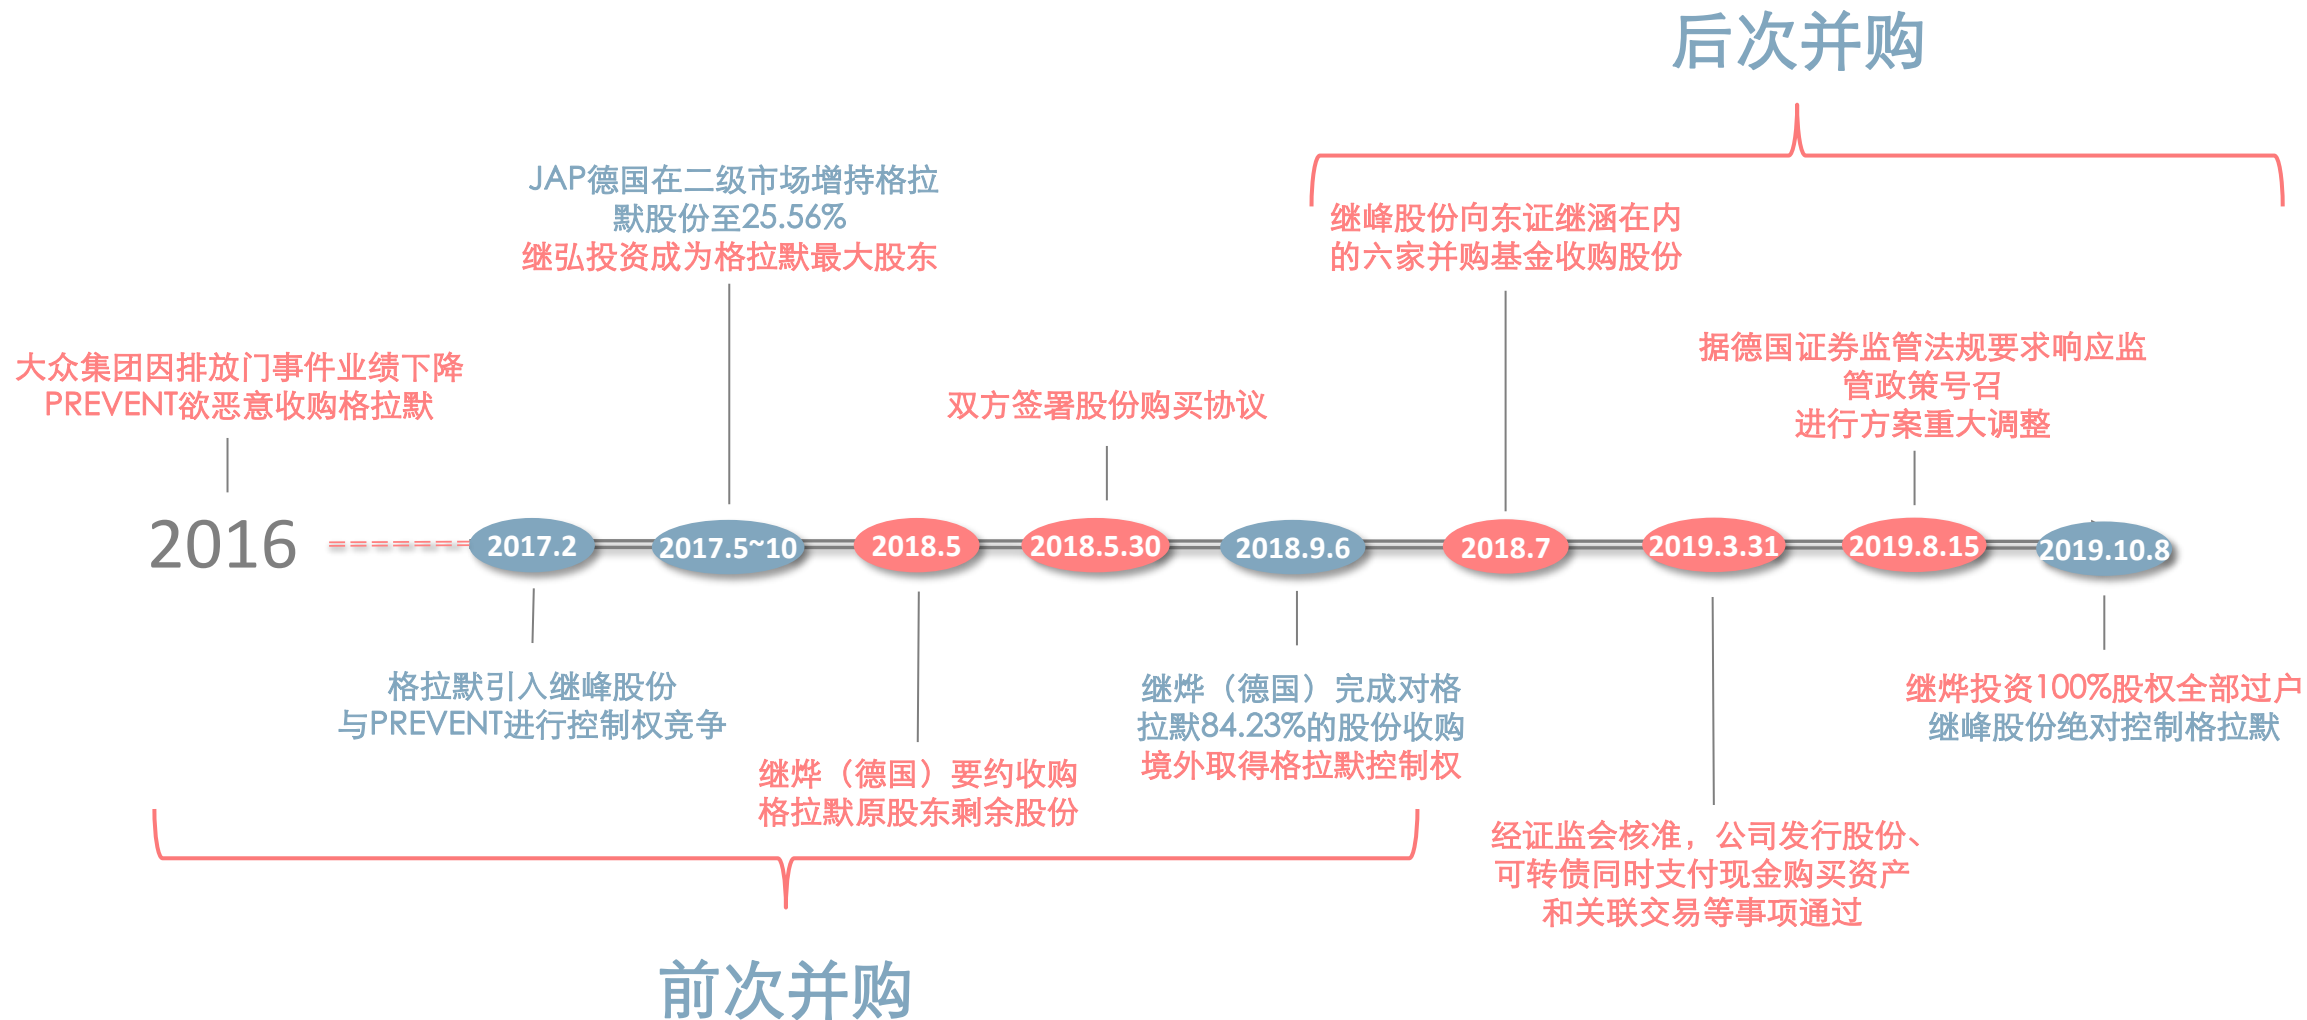 后次并购
JAP德国在二级市场增持格拉
默股份至25.56%
继弘投资成为格拉默最大股东
继峰股份向东证继涵在内
的六家并购基金收购股份
大众集团因排放门事件业绩下降
PREVENT欲恶意收购格拉默
双方签署股份购买协议
据德国证券监管法规要求响应监
管政策号召
进行方案重大调整
2016
2017.2
2017.5~10
2018.5
2018.5.30
2018.9.6
2018.7
2019.3.31
2019.8.15
2019.10.8
格拉默引入继峰股份
与PREVENT进行控制权竞争
继烨（德国）要约收购
格拉默原股东剩余股份
继烨（德国）完成对格
拉默84.23%的股份收购
境外取得格拉默控制权
经证监会核准，公司发行股份、
可转债同时支付现金购买资产
和关联交易等事项通过
继烨投资100%股权全部过户
继峰股份绝对控制格拉默
前次并购